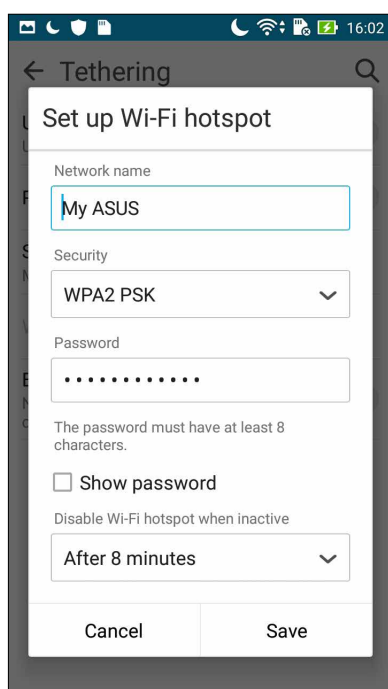 16:02
Tethering
Set up Wi-Fi hotspot
Network name
My ASUS
Security
WPA2 PSK
Password
••••••••••••
The password must have at least 8
characters.
Show password
Disable Wi-Fi hotspot when inactive
After 8 minutes
Cancel Save